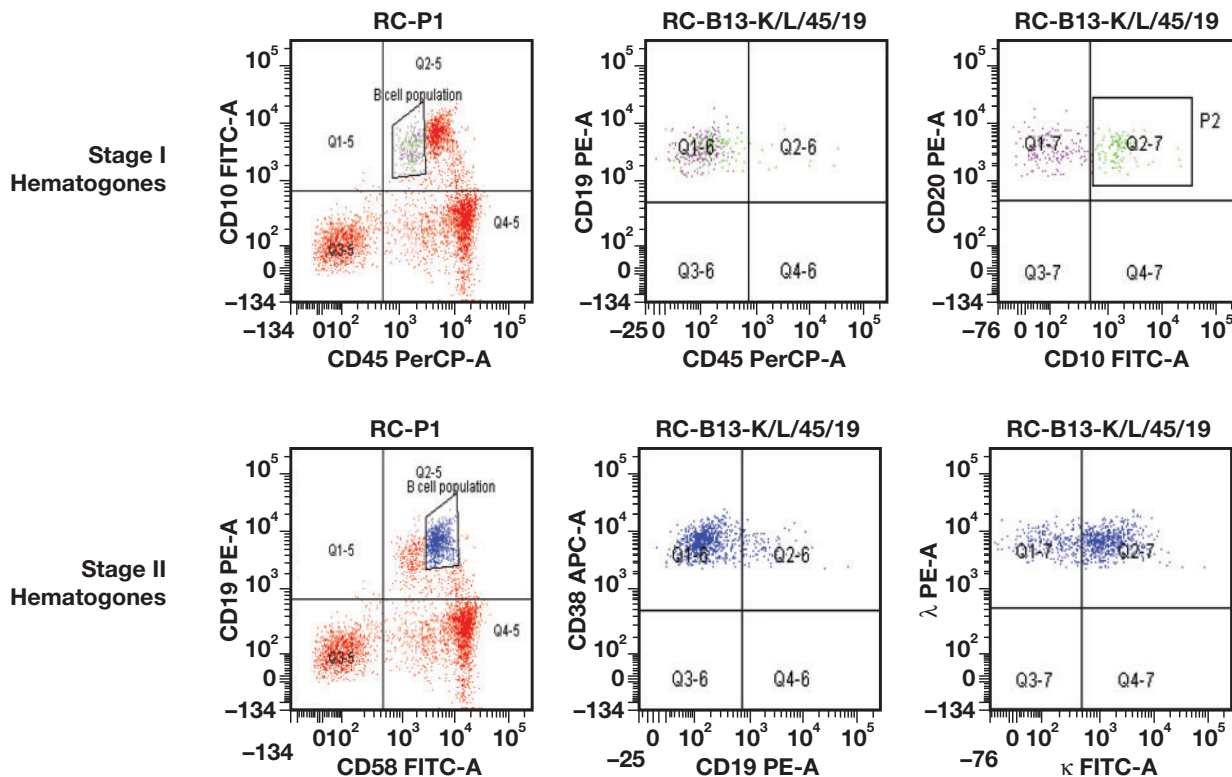 Stage I
Hematogones
RC-P1
10⁵
10⁴
10³
10²
0
−134
CD10 FITC-A
Q2-5
B cell population
Q1-5
Q4-5
Q3-5
−134
0 10² 10³ 10⁴ 10⁵
CD45 PerCP-A
RC-B13-K/L/45/19
10⁵
10⁴
10³
10²
0
−134
CD19 PE-A
Q1-6
Q2-6
Q3-6
Q4-6
−25 0 10² 10³ 10⁴ 10⁵
CD45 PerCP-A
RC-B13-K/L/45/19
10⁵
10⁴
10³
10²
0
−134
CD20 PE-A
P2
Q1-7
Q2-7
Q3-7
Q4-7
−76 0 10² 10³ 10⁴ 10⁵
CD10 FITC-A
Stage II
Hematogones
RC-P1
10⁵
10⁴
10³
10²
0
−134
CD19 PE-A
Q2-5
B cell population
Q1-5
Q4-5
Q3-5
−134
0 10² 10³ 10⁴ 10⁵
CD58 FITC-A
RC-B13-K/L/45/19
10⁵
10⁴
10³
10²
0
−134
CD38 APC-A
Q1-6
Q2-6
Q3-6
Q4-6
−25
0 10² 10³ 10⁴ 10⁵
CD19 PE-A
RC-B13-K/L/45/19
10⁵
10⁴
10³
10²
0
−134
λ PE-A
Q1-7
Q2-7
Q3-7
Q4-7
−76
0 10² 10³ 10⁴ 10⁵
κ FITC-A